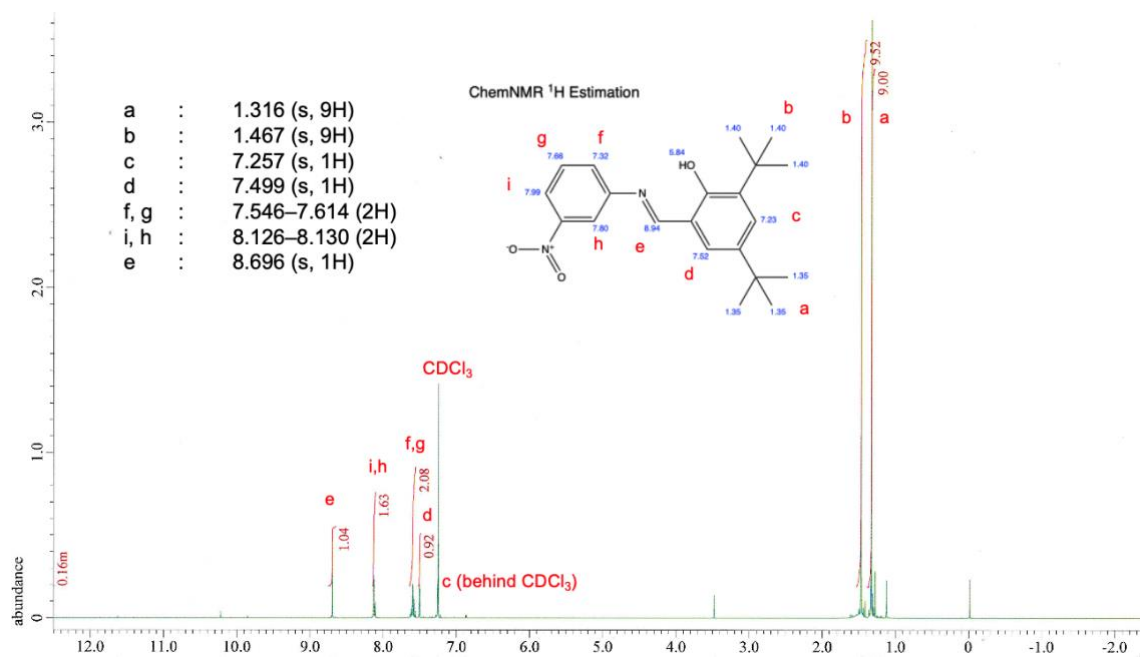 ChemNMR ¹H Estimation
a : 1.316 (s, 9H)
b : 1.467 (s, 9H)
c : 7.257 (s, 1H)
d : 7.499 (s, 1H)
f, g : 7.546–7.614 (2H)
i, h : 8.126–8.130 (2H)
e : 8.696 (s, 1H)
b
1.40 1.40
1.40
g f
7.66 7.32
5.84
HO
i 7.99
N
c
7.23
h 7.80
e 8.94
d 7.52
⁻O N⁺
O
1.35
1.35 1.35
a
9.52
9.00
b a
CDCl₃
f,g
2.08
d
0.92
i,h
1.63
e
1.04
c (behind CDCl₃)
0.16m
abundance
3.0
2.0
1.0
0
12.0 11.0 10.0 9.0 8.0 7.0 6.0 5.0 4.0 3.0 2.0 1.0 0 -1.0 -2.0